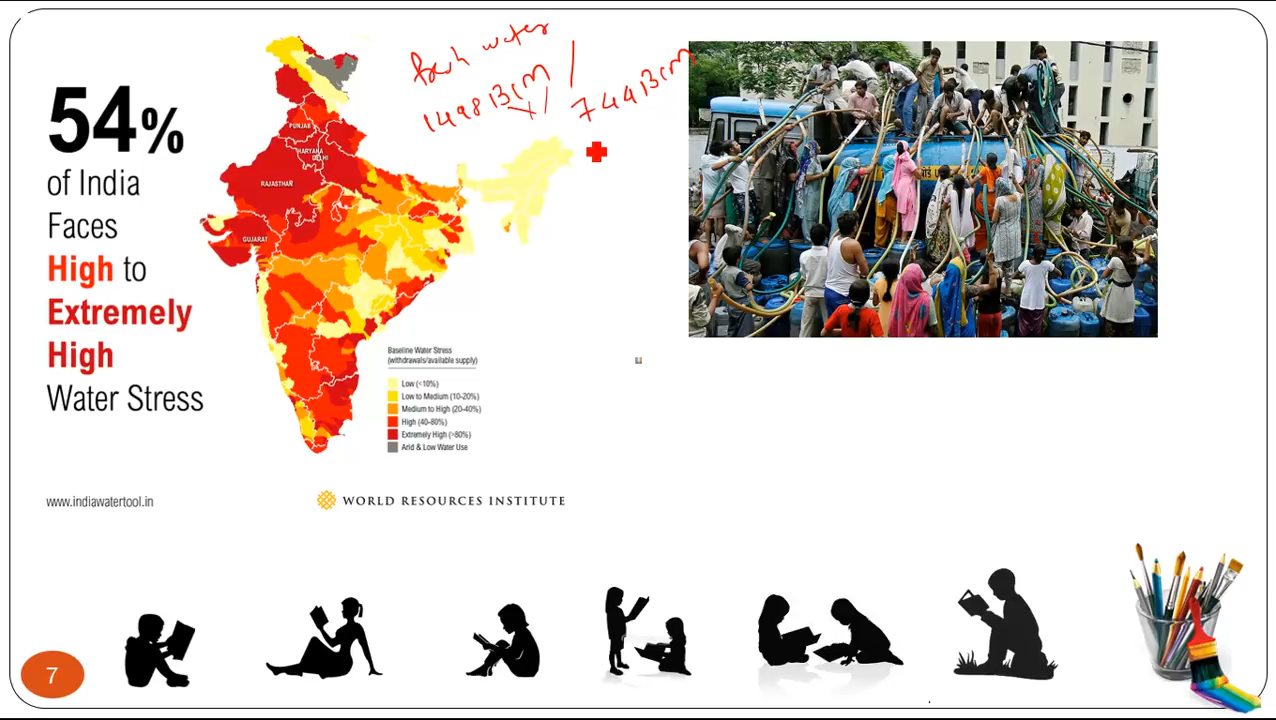 54%
of India
Faces
High to
Extremely
High
Water Stress
PUNJAB
HARYANA
DELHI
RAJASTHAN
GUJARAT
fresh water
1498 BCM / 744 BCM
Baseline Water Stress
(withdrawals/available supply)
Low (<10%)
Low to Medium (10-20%)
Medium to High (20-40%)
High (40-80%)
Extremely High (>80%)
Arid & Low Water Use
www.indiawatertool.in
WORLD RESOURCES INSTITUTE
7